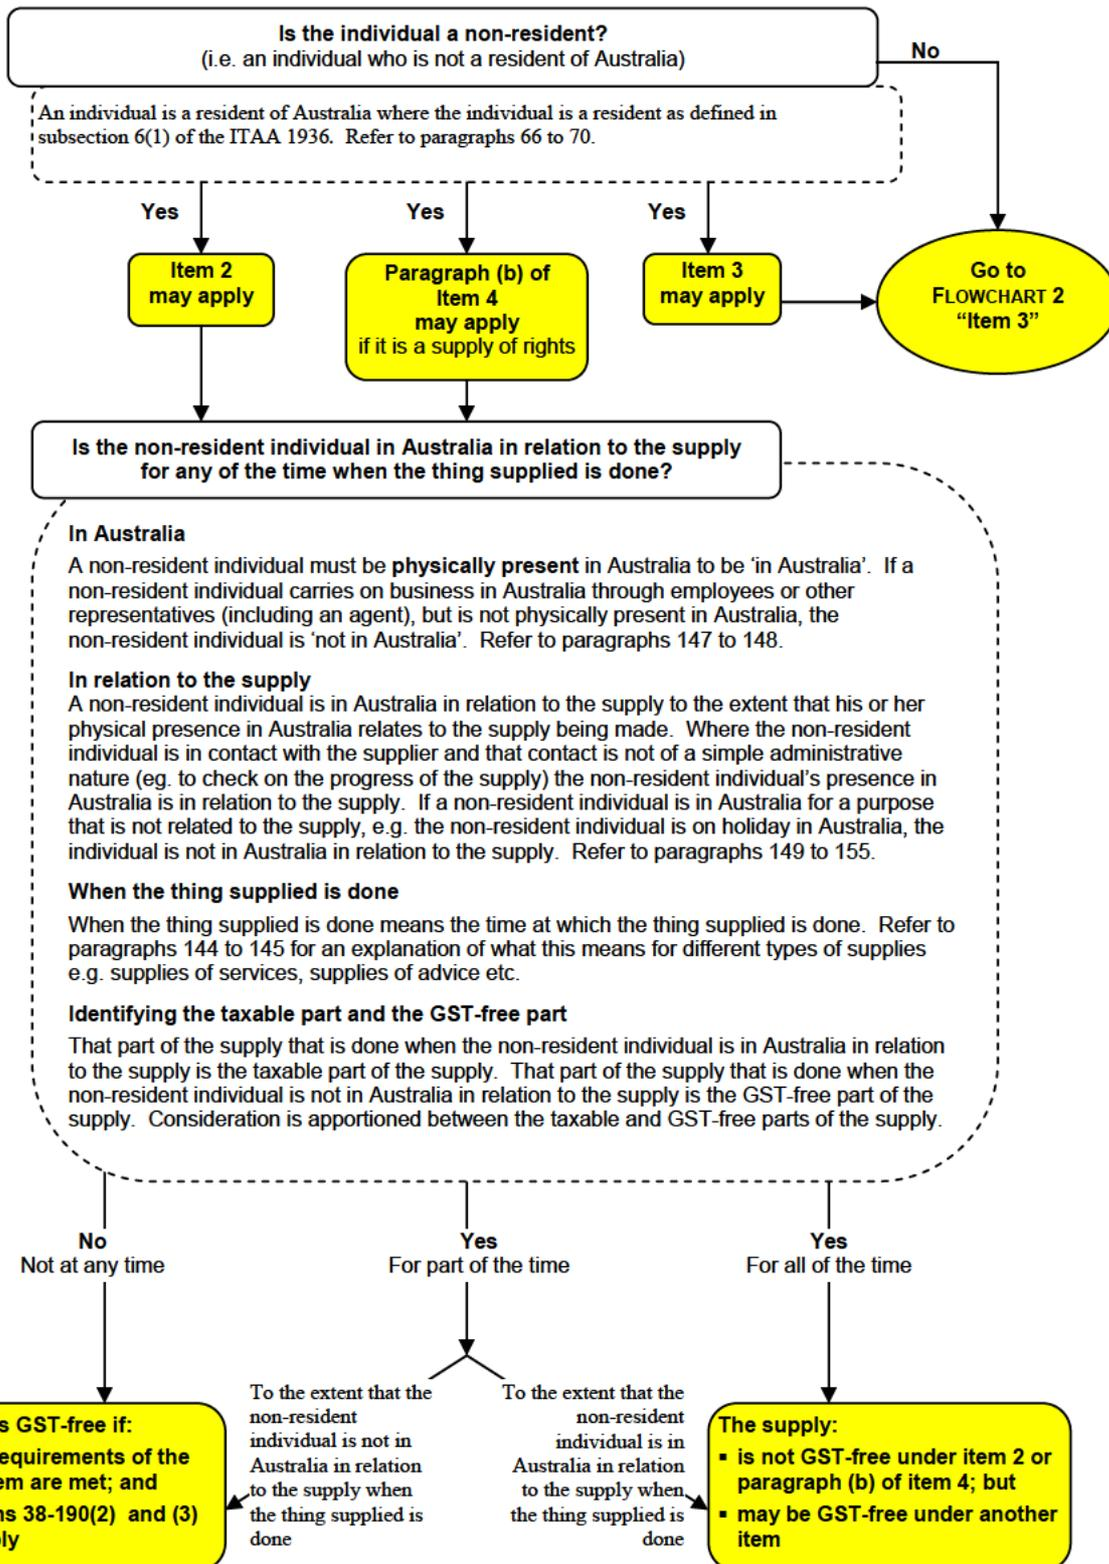 Is the individual a non-resident?
(i.e. an individual who is not a resident of Australia)
No
An individual is a resident of Australia where the individual is a resident as defined in
subsection 6(1) of the ITAA 1936.  Refer to paragraphs 66 to 70.
Yes
Yes
Yes
Item 2
may apply
Paragraph (b) of
Item 4
may apply
if it is a supply of rights
Item 3
may apply
Go to
FLOWCHART 2
“Item 3”
Is the non-resident individual in Australia in relation to the supply
for any of the time when the thing supplied is done?
In Australia
A non-resident individual must be physically present in Australia to be ‘in Australia’.  If a
non-resident individual carries on business in Australia through employees or other
representatives (including an agent), but is not physically present in Australia, the
non-resident individual is ‘not in Australia’.  Refer to paragraphs 147 to 148.
In relation to the supply
A non-resident individual is in Australia in relation to the supply to the extent that his or her
physical presence in Australia relates to the supply being made.  Where the non-resident
individual is in contact with the supplier and that contact is not of a simple administrative
nature (eg. to check on the progress of the supply) the non-resident individual’s presence in
Australia is in relation to the supply.  If a non-resident individual is in Australia for a purpose
that is not related to the supply, e.g. the non-resident individual is on holiday in Australia, the
individual is not in Australia in relation to the supply.  Refer to paragraphs 149 to 155.
When the thing supplied is done
When the thing supplied is done means the time at which the thing supplied is done.  Refer to
paragraphs 144 to 145 for an explanation of what this means for different types of supplies
e.g. supplies of services, supplies of advice etc.
Identifying the taxable part and the GST-free part
That part of the supply that is done when the non-resident individual is in Australia in relation
to the supply is the taxable part of the supply.  That part of the supply that is done when the
non-resident individual is not in Australia in relation to the supply is the GST-free part of the
supply.  Consideration is apportioned between the taxable and GST-free parts of the supply.
No
Not at any time
Yes
For part of the time
Yes
For all of the time
To the extent that the
non-resident
individual is not in
Australia in relation
to the supply when
the thing supplied is
done
To the extent that the
non-resident
individual is in
Australia in relation
to the supply when
the thing supplied is
done
GST-free if:
of the
are met; and
38-190(2)  and (3)
The supply:
▪ is not GST-free under item 2 or
paragraph (b) of item 4; but
▪ may be GST-free under another
item